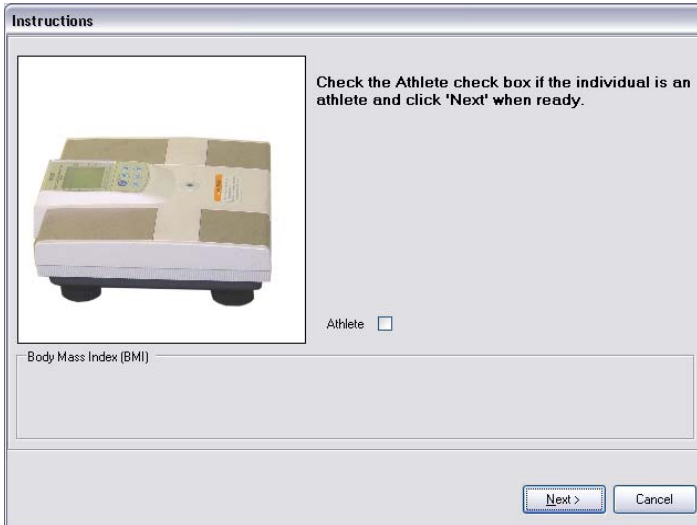 Instructions
Check the Athlete check box if the individual is an
athlete and click 'Next' when ready.
Athlete
Body Mass Index (BMI)
Next >
Cancel